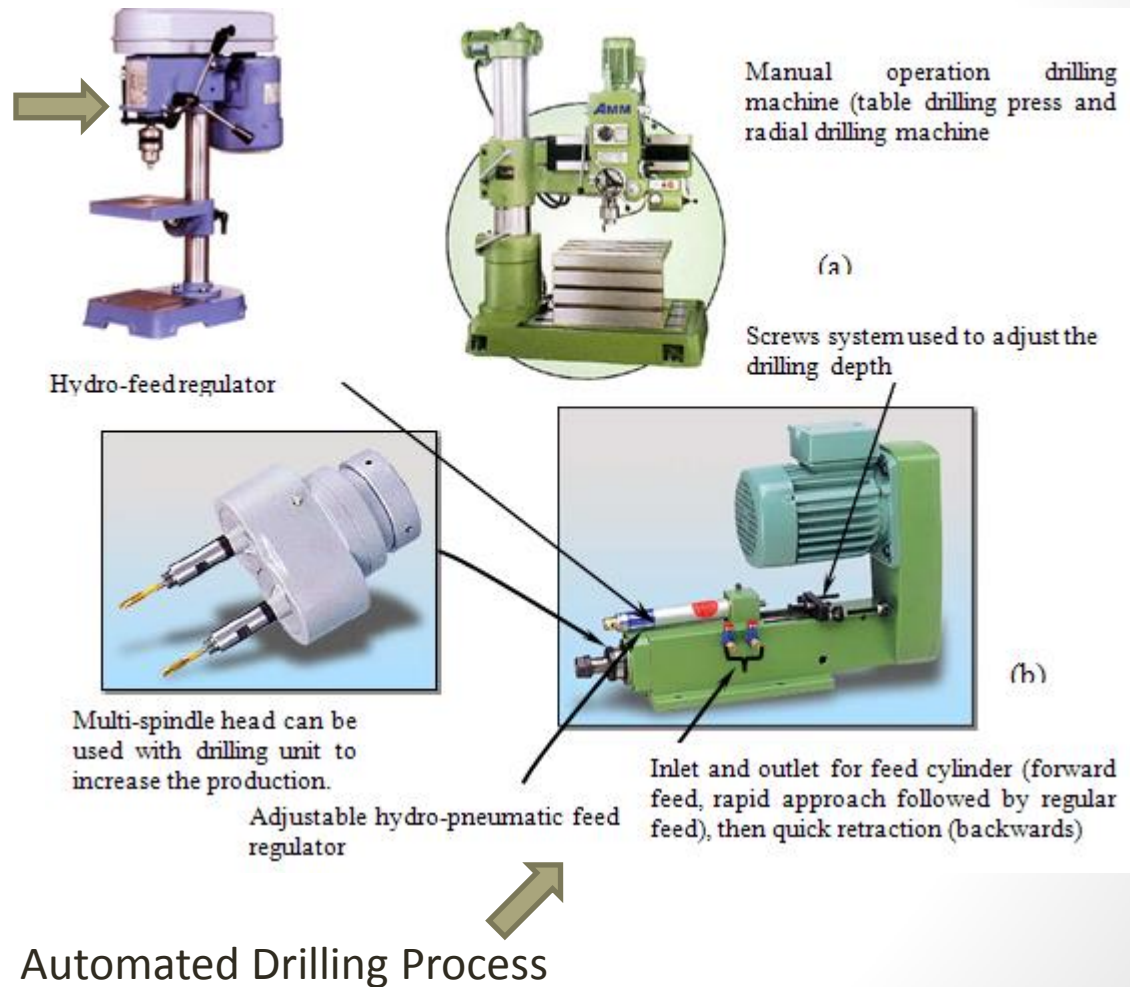 Manual operation drilling
machine (table drilling press and
radial drilling machine
AMM
(a)
Screws system used to adjust the
drilling depth
Hydro-feed regulator
(b)
Multi-spindle head can be
used with drilling unit to
increase the production.
Adjustable hydro-pneumatic feed
regulator
Inlet and outlet for feed cylinder (forward
feed, rapid approach followed by regular
feed), then quick retraction (backwards)
Automated Drilling Process